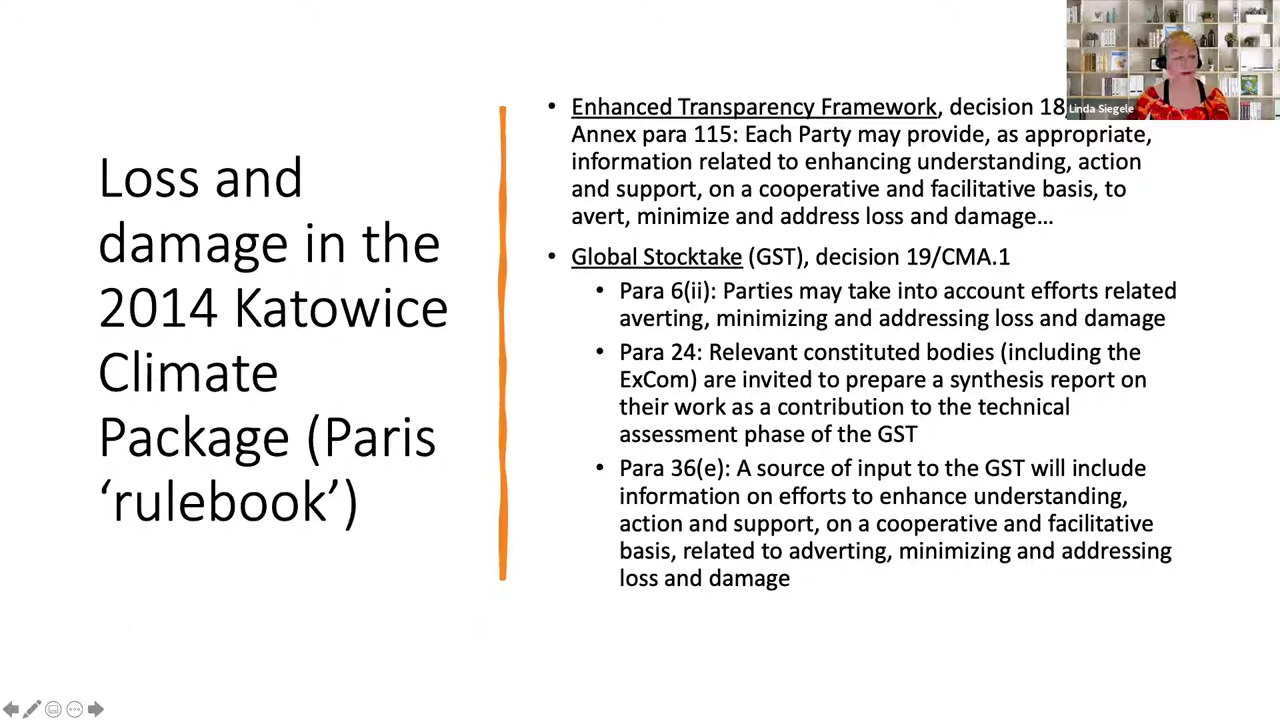 Loss and
damage in the
2014 Katowice
Climate
Package (Paris
‘rulebook’)
• Enhanced Transparency Framework, decision 18
Annex para 115: Each Party may provide, as appropriate,
information related to enhancing understanding, action
and support, on a cooperative and facilitative basis, to
avert, minimize and address loss and damage…
• Global Stocktake (GST), decision 19/CMA.1
• Para 6(ii): Parties may take into account efforts related
averting, minimizing and addressing loss and damage
• Para 24: Relevant constituted bodies (including the
ExCom) are invited to prepare a synthesis report on
their work as a contribution to the technical
assessment phase of the GST
• Para 36(e): A source of input to the GST will include
information on efforts to enhance understanding,
action and support, on a cooperative and facilitative
basis, related to adverting, minimizing and addressing
loss and damage
Linda Siegele